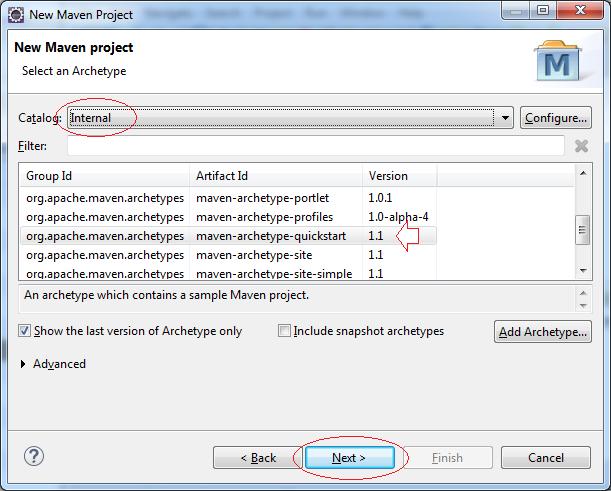 New Maven Project
New Maven project
Select an Archetype
M
Catalog: Internal Configure...
Filter:
Group Id Artifact Id Version
org.apache.maven.archetypes maven-archetype-portlet 1.0.1
org.apache.maven.archetypes maven-archetype-profiles 1.0-alpha-4
org.apache.maven.archetypes maven-archetype-quickstart 1.1
org.apache.maven.archetypes maven-archetype-site 1.1
org.apache.maven.archetypes maven-archetype-site-simple 1.1
An archetype which contains a sample Maven project.
Show the last version of Archetype only Include snapshot archetypes Add Archetype...
Advanced
? < Back Next > Finish Cancel